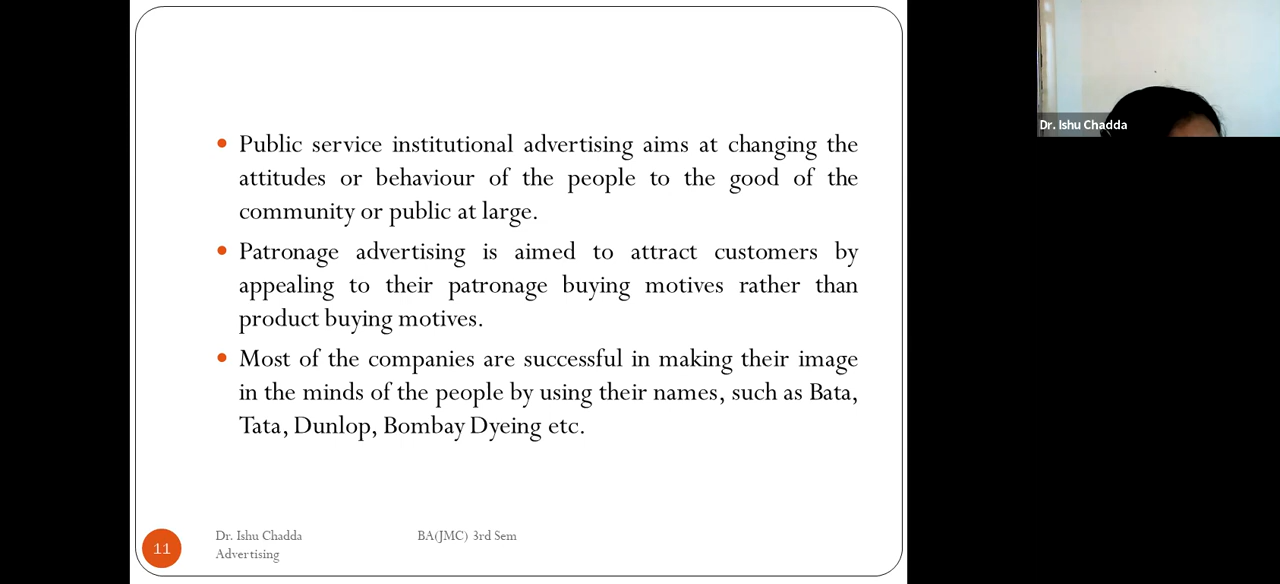 Public service institutional advertising aims at changing the
attitudes or behaviour of the people to the good of the
community or public at large.
Patronage advertising is aimed to attract customers by
appealing to their patronage buying motives rather than
product buying motives.
Most of the companies are successful in making their image
in the minds of the people by using their names, such as Bata,
Tata, Dunlop, Bombay Dyeing etc.
11
Dr. Ishu Chadda
Advertising
BA(JMC) 3rd Sem
Dr. Ishu Chadda